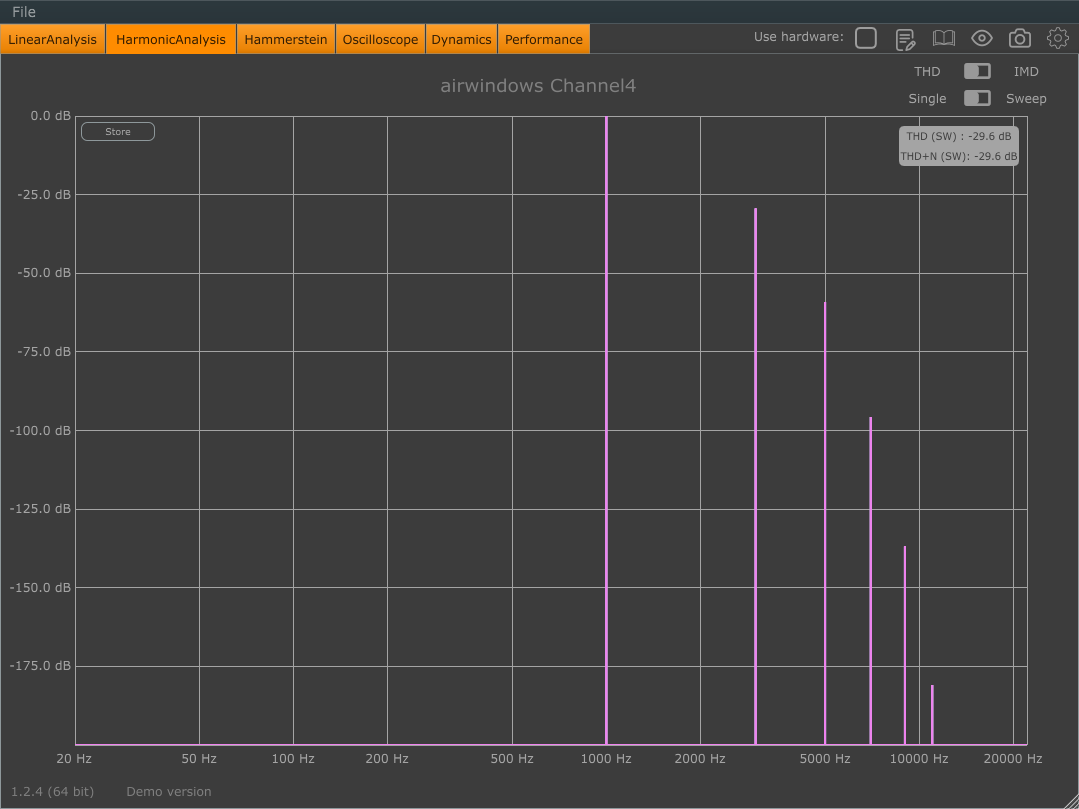 File
LinearAnalysis HarmonicAnalysis Hammerstein Oscilloscope Dynamics Performance Use hardware:
THD IMD
airwindows Channel4
Single Sweep
0.0 dB
Store
THD (SW) : -29.6 dB
THD+N (SW): -29.6 dB
-25.0 dB
-50.0 dB
-75.0 dB
-100.0 dB
-125.0 dB
-150.0 dB
-175.0 dB
20 Hz 50 Hz 100 Hz 200 Hz 500 Hz 1000 Hz 2000 Hz 5000 Hz 10000 Hz 20000 Hz
1.2.4 (64 bit) Demo version